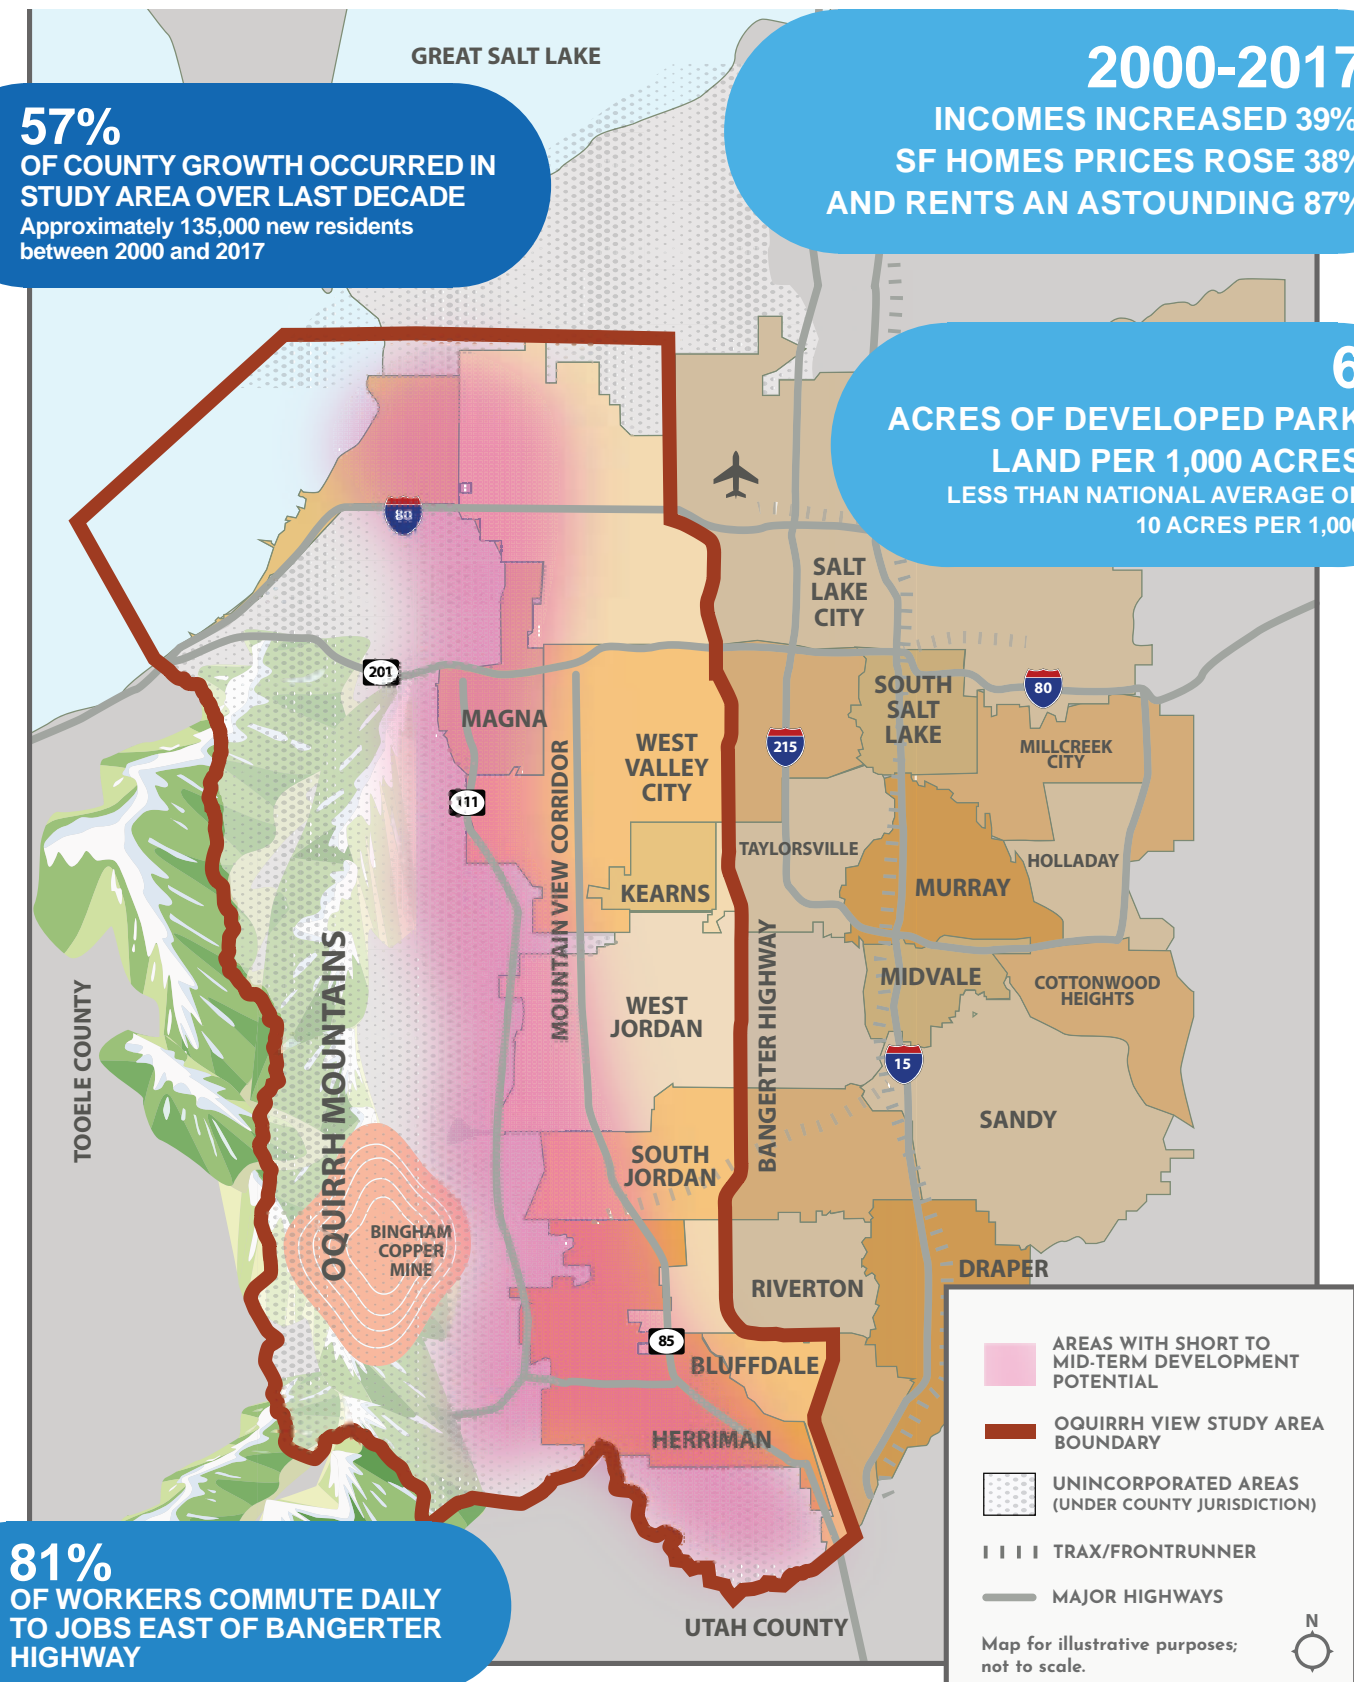 GREAT SALT LAKE
57%
OF COUNTY GROWTH OCCURRED IN
STUDY AREA OVER LAST DECADE
Approximately 135,000 new residents
between 2000 and 2017
2000-2017
INCOMES INCREASED 39%
SF HOMES PRICES ROSE 38%
AND RENTS AN ASTOUNDING 87%
6
ACRES OF DEVELOPED PARK
LAND PER 1,000 ACRES
LESS THAN NATIONAL AVERAGE OF
10 ACRES PER 1,000
80
SALT
LAKE
CITY
201
MAGNA
111
MOUNTAIN VIEW CORRIDOR
WEST
VALLEY
CITY
KEARNS
215
SOUTH
SALT
LAKE
80
MILLCREEK
CITY
TAYLORSVILLE
MURRAY
HOLLADAY
MIDVALE
COTTONWOOD
HEIGHTS
WEST
JORDAN
BANGERTER HIGHWAY
15
SANDY
TOOELE COUNTY
OQUIRRH MOUNTAINS
SOUTH
JORDAN
BINGHAM
COPPER
MINE
RIVERTON
DRAPER
85
BLUFFDALE
HERRIMAN
UTAH COUNTY
81%
OF WORKERS COMMUTE DAILY
TO JOBS EAST OF BANGERTER
HIGHWAY
AREAS WITH SHORT TO
MID-TERM DEVELOPMENT
POTENTIAL
OQUIRRH VIEW STUDY AREA
BOUNDARY
UNINCORPORATED AREAS
(UNDER COUNTY JURISDICTION)
TRAX/FRONTRUNNER
MAJOR HIGHWAYS
Map for illustrative purposes;
not to scale.
N